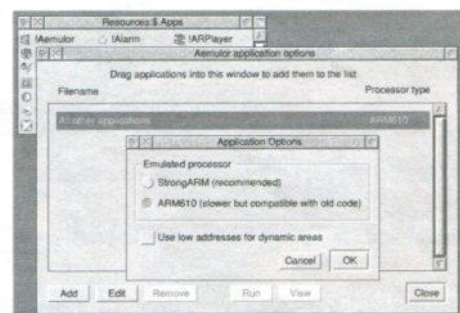 Resources:$.Apps
!Aemulor !Alarm !ARPlayer
Aemulor application options
Drag applications into this window to add them to the list
Filename Processor type
All other applications ARM610
Application Options
Emulated processor
StrongARM (recommended)
ARM610 (slower but compatible with old code)
Use low addresses for dynamic areas
Cancel OK
Add Edit Remove Run View Close